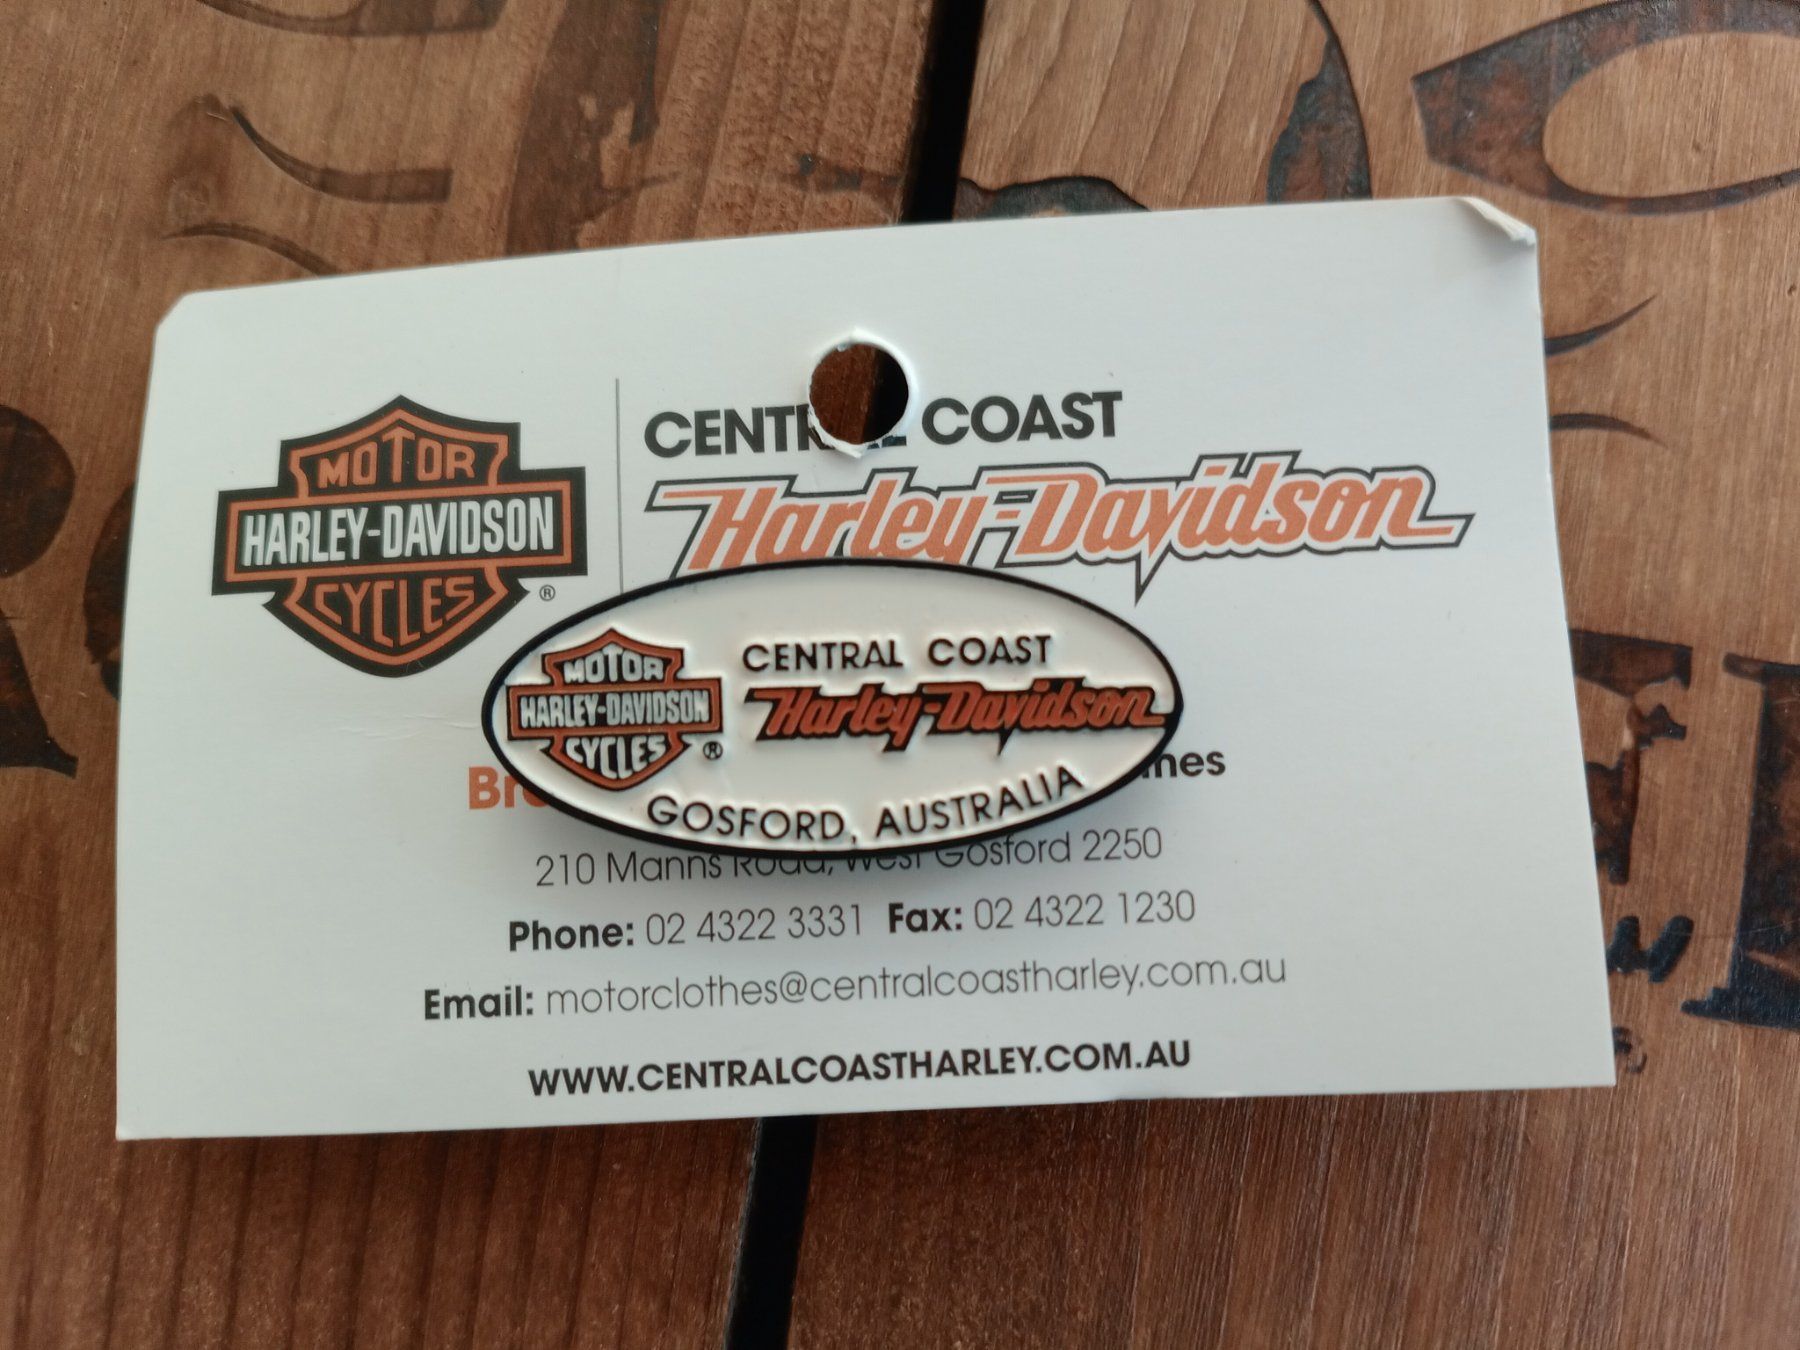 MOTOR
HARLEY-DAVIDSON
CYCLES
®
CENTRAL COAST
Harley-Davidson
MOTOR
HARLEY-DAVIDSON
CYCLES
®
CENTRAL COAST
Harley-Davidson
GOSFORD, AUSTRALIA
210 Manns Road, West Gosford 2250
Phone: 02 4322 3331 Fax: 02 4322 1230
Email: motorclothes@centralcoastharley.com.au
WWW.CENTRALCOASTHARLEY.COM.AU